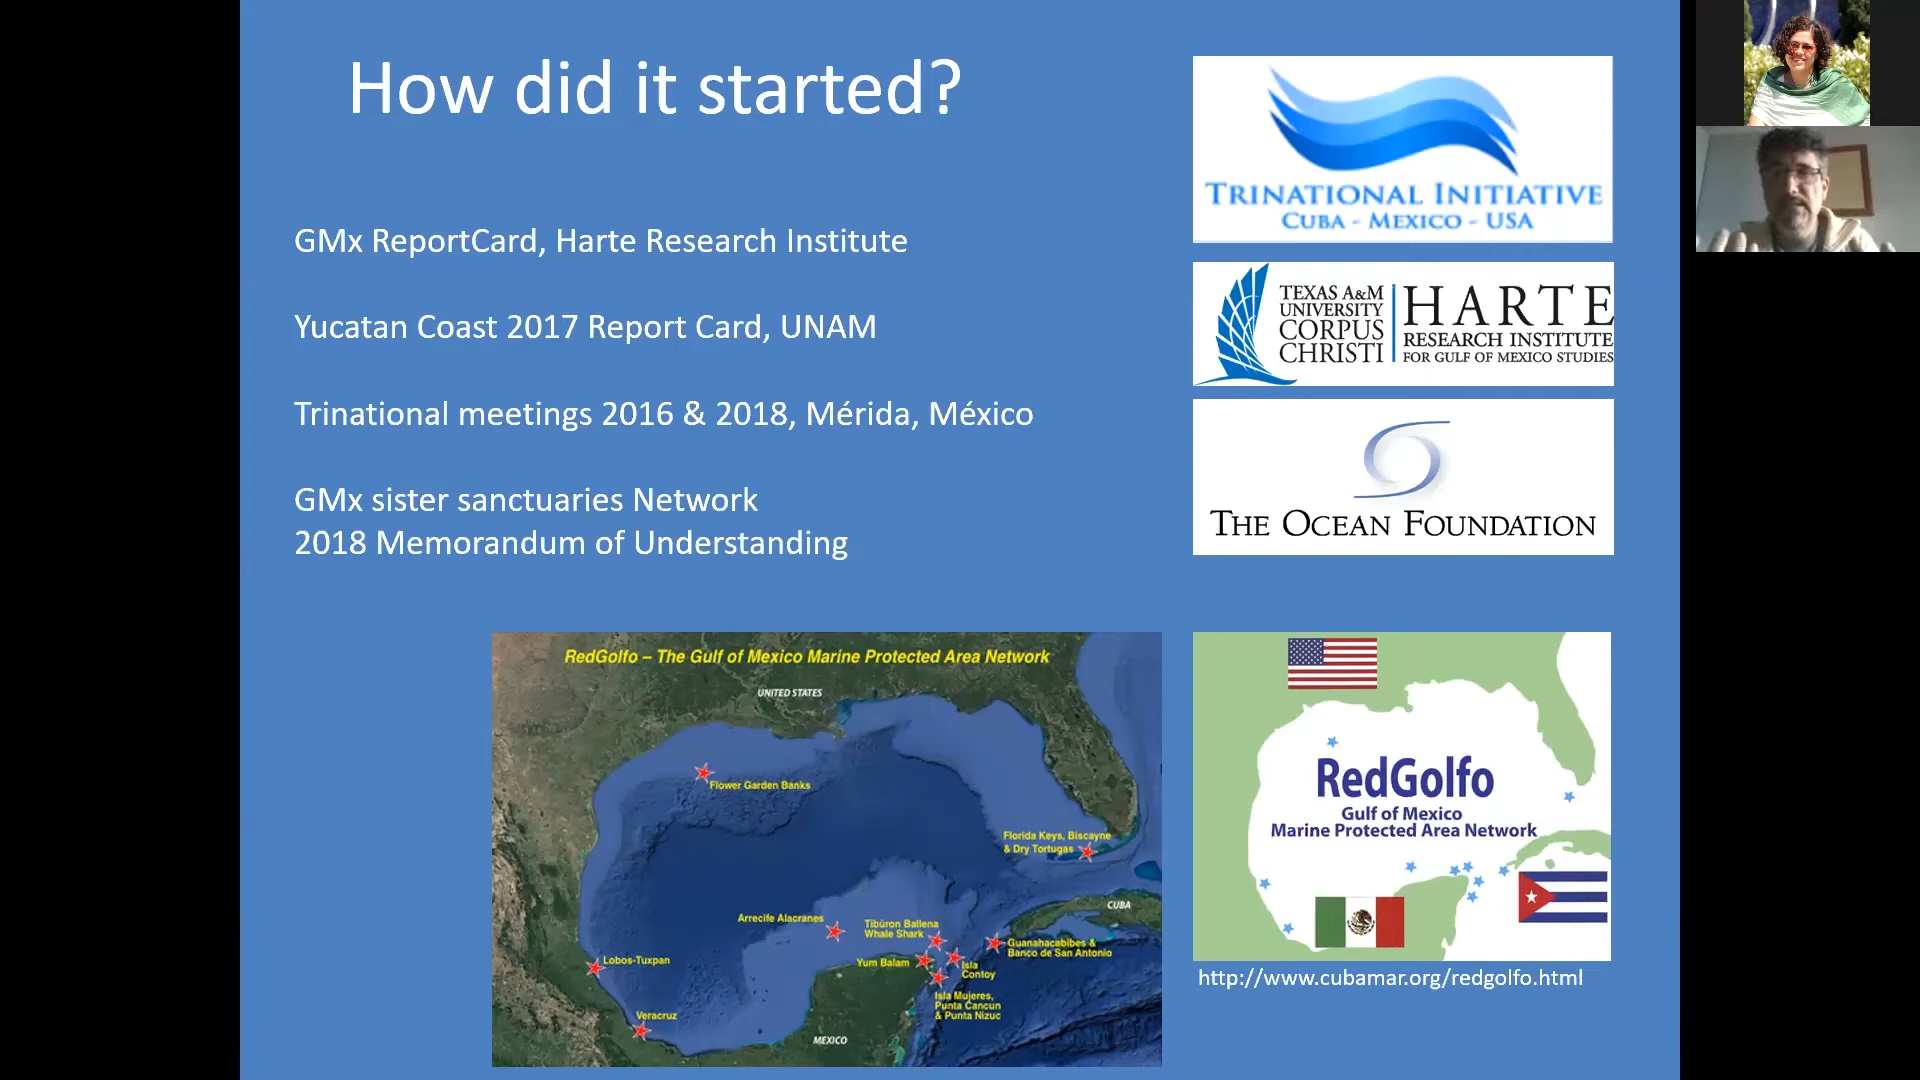 How did it started?
GMx ReportCard, Harte Research Institute
Yucatan Coast 2017 Report Card, UNAM
Trinational meetings 2016 & 2018, Mérida, México
GMx sister sanctuaries Network
2018 Memorandum of Understanding
TRINATIONAL INITIATIVE
CUBA - MEXICO - USA
TEXAS A&M
UNIVERSITY
CORPUS
CHRISTI
HARTE
RESEARCH INSTITUTE
FOR GULF OF MEXICO STUDIES
THE OCEAN FOUNDATION
RedGolfo – The Gulf of Mexico Marine Protected Area Network
UNITED STATES
Flower Garden Banks
Florida Keys, Biscayne
& Dry Tortugas
CUBA
Arrecife Alacranes
Tibúron Ballena
Whale Shark
Guanahacabibes &
Banco de San Antonio
Yum Balam
Isla
Contoy
Lobos-Tuxpan
Isla Mujeres,
Punta Cancun
& Punta Nizuc
Veracruz
MEXICO
RedGolfo
Gulf of Mexico
Marine Protected Area Network
http://www.cubamar.org/redgolfo.html